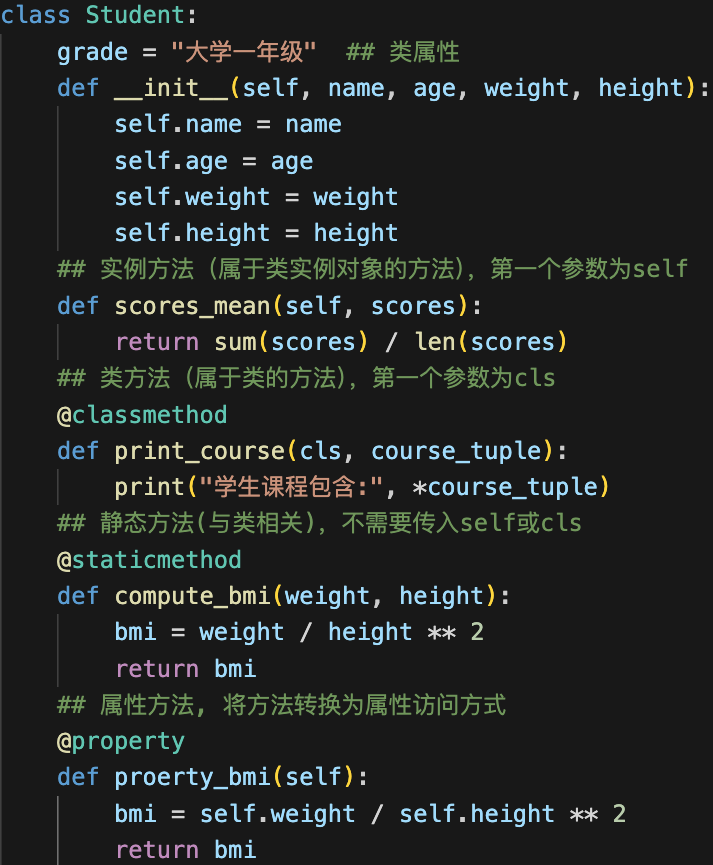 class Student:
    grade = "大学一年级"  ## 类属性
    def __init__(self, name, age, weight, height):
        self.name = name
        self.age = age
        self.weight = weight
        self.height = height
    ## 实例方法（属于类实例对象的方法），第一个参数为self
    def scores_mean(self, scores):
        return sum(scores) / len(scores)
    ## 类方法（属于类的方法），第一个参数为cls
    @classmethod
    def print_course(cls, course_tuple):
        print("学生课程包含:", *course_tuple)
    ## 静态方法(与类相关)，不需要传入self或cls
    @staticmethod
    def compute_bmi(weight, height):
        bmi = weight / height ** 2
        return bmi
    ## 属性方法, 将方法转换为属性访问方式
    @property
    def proerty_bmi(self):
        bmi = self.weight / self.height ** 2
        return bmi